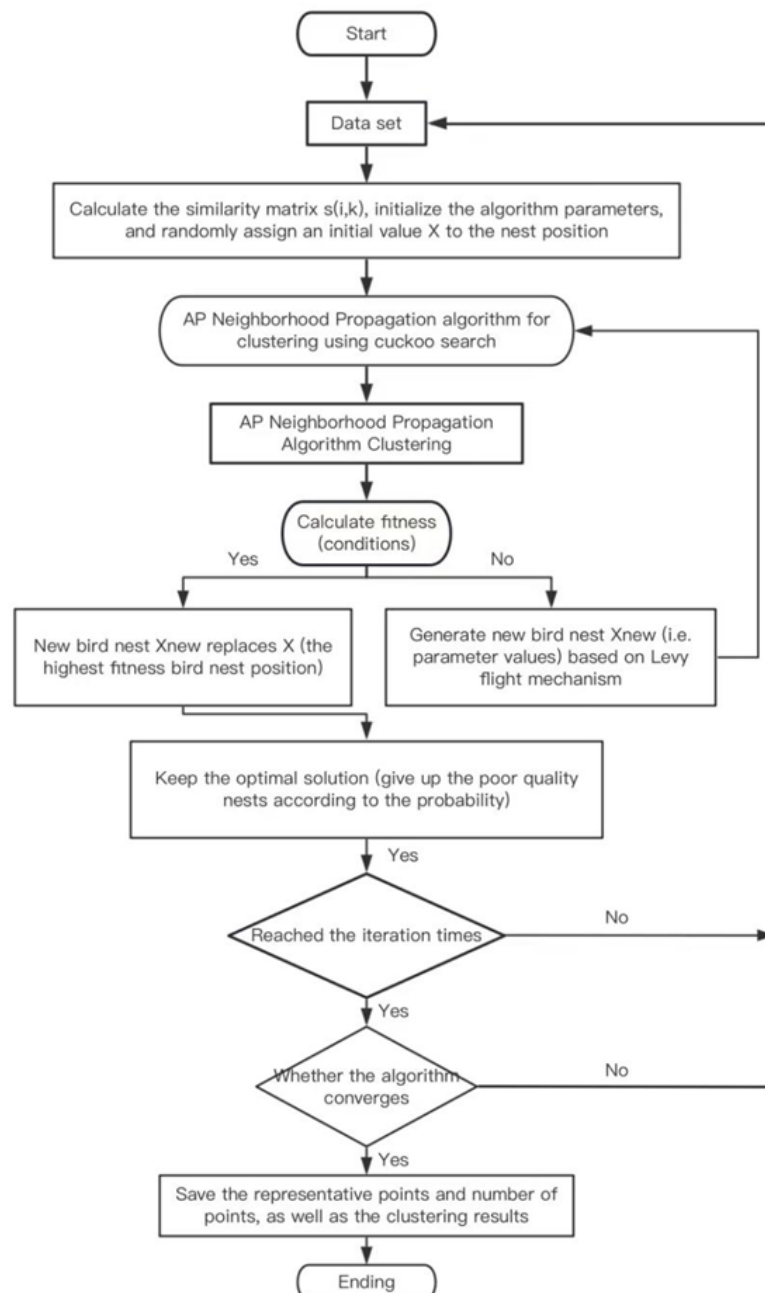 Start
Data set
Calculate the similarity matrix s(i,k), initialize the algorithm parameters,
and randomly assign an initial value X to the nest position
AP Neighborhood Propagation algorithm for
clustering using cuckoo search
AP Neighborhood Propagation
Algorithm Clustering
Calculate fitness
(conditions)
Yes
No
New bird nest Xnew replaces X (the
highest fitness bird nest position)
Generate new bird nest Xnew (i.e.
parameter values) based on Levy
flight mechanism
Keep the optimal solution (give up the poor quality
nests according to the probability)
Yes
Reached the iteration times
No
Yes
Whether the algorithm
converges
No
Yes
Save the representative points and number of
points, as well as the clustering results
Ending